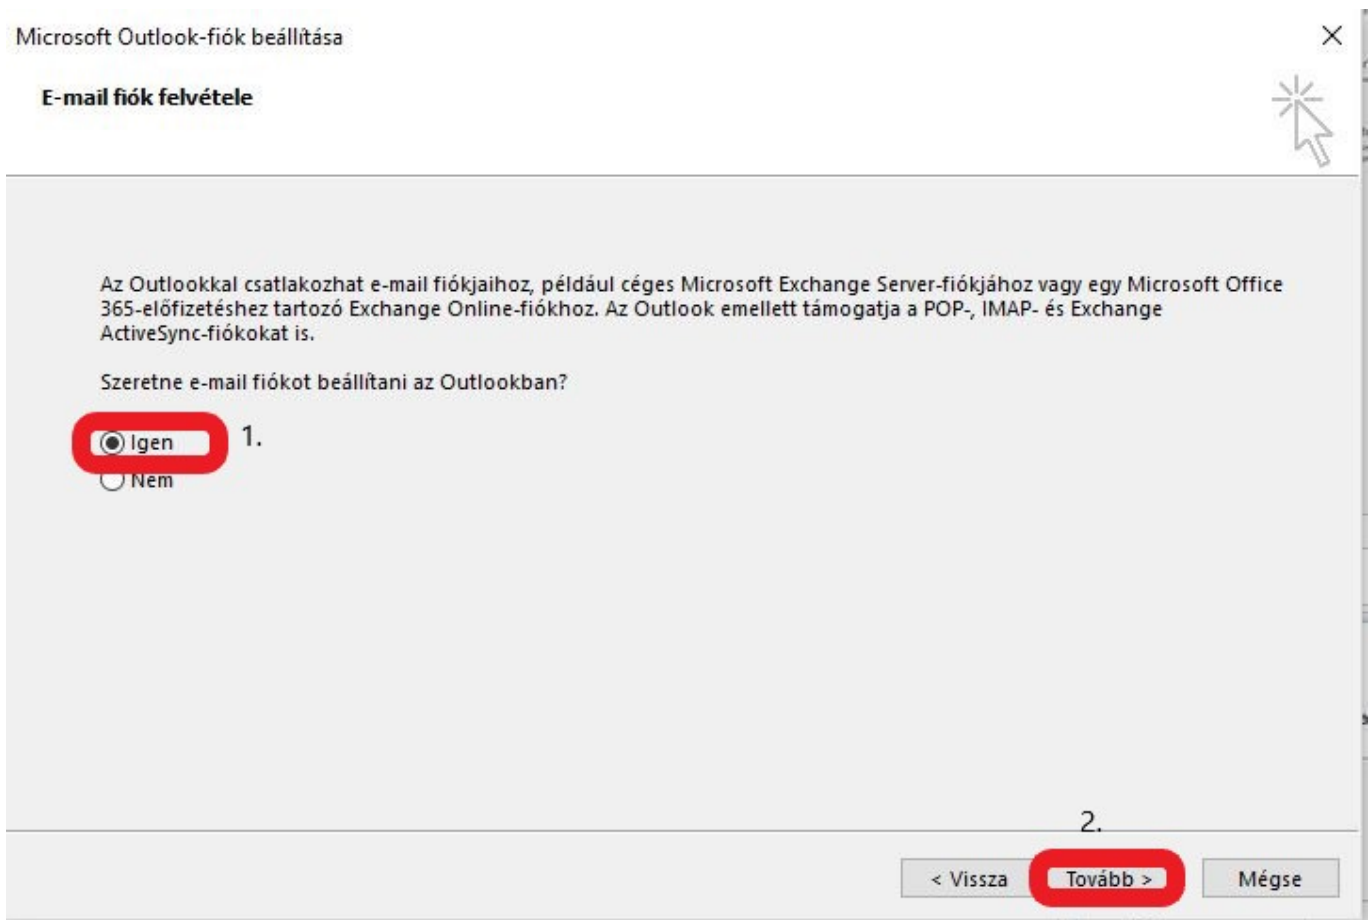 Microsoft Outlook-fiók beállítása
E-mail fiók felvétele
Az Outlookkal csatlakozhat e-mail fiókjaihoz, például céges Microsoft Exchange Server-fiókjához vagy egy Microsoft Office
365-előfizetéshez tartozó Exchange Online-fiókhoz. Az Outlook emellett támogatja a POP-, IMAP- és Exchange
ActiveSync-fiókokat is.
Szeretne e-mail fiókot beállítani az Outlookban?
Igen 1.
Nem
2.
< Vissza Tovább > Mégse